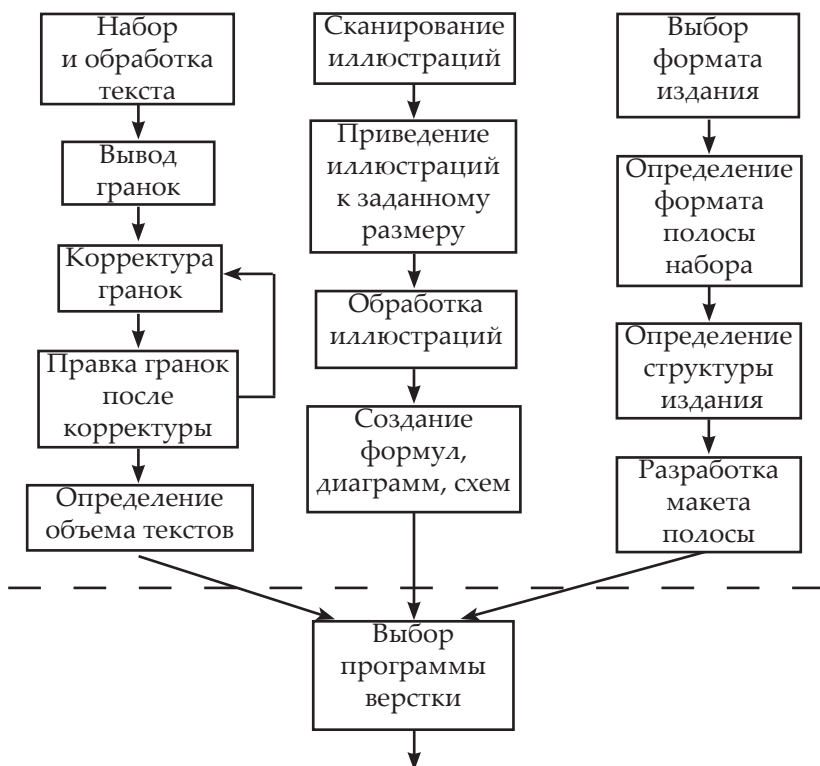 Набор
и обработка
текста
Вывод
гранок
Корректура
гранок
Правка гранок
после
корректуры
Определение
объема текстов
Сканирование
иллюстраций
Приведение
иллюстраций
к заданному
размеру
Обработка
иллюстраций
Создание
формул,
диаграмм, схем
Выбор
формата
издания
Определение
формата
полосы
набора
Определение
структуры
издания
Разработка
макета
полосы
Выбор
программы
верстки